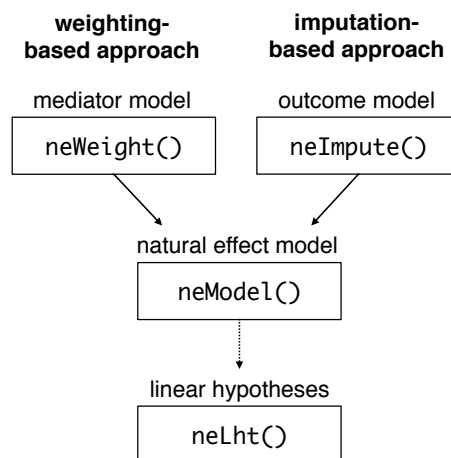 weighting-
based approach
imputation-
based approach
mediator model
outcome model
neWeight()
neImpute()
natural effect model
neModel()
linear hypotheses
neLht()